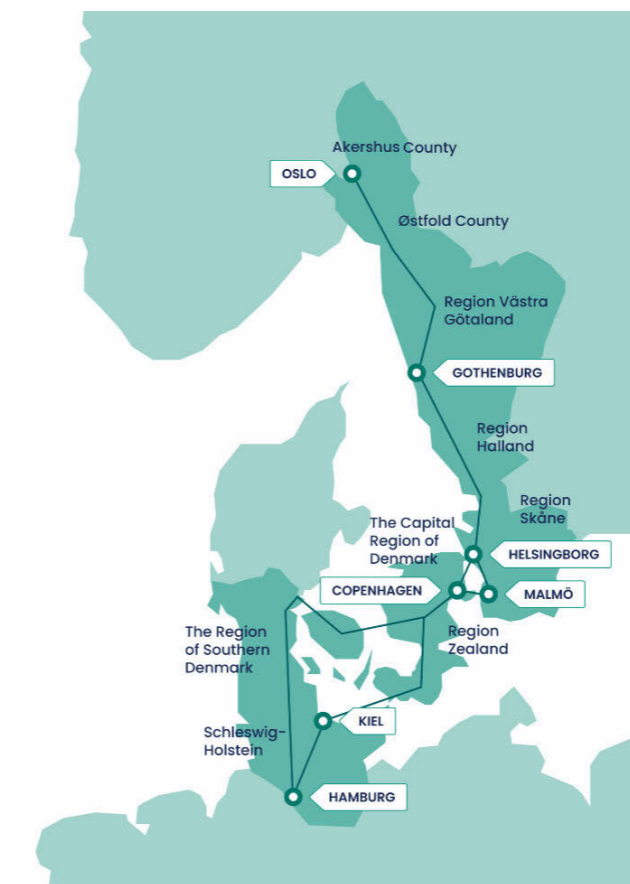 Akershus County
OSLO
Østfold County
Region Västra
Götaland
GOTHENBURG
Region
Halland
Region
Skåne
The Capital
Region of
Denmark
HELSINGBORG
COPENHAGEN
MALMÖ
The Region
of Southern
Denmark
Region
Zealand
KIEL
Schleswig-
Holstein
HAMBURG